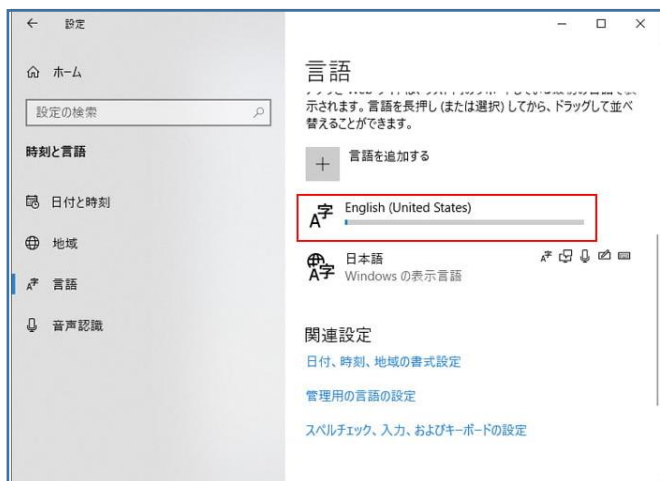 設定
ホーム
設定の検索
時刻と言語
日付と時刻
地域
言語
音声認識
言語
示されます。言語を長押し (または選択) してから、ドラッグして並べ
替えることができます。
言語を追加する
English (United States)
日本語
Windows の表示言語
関連設定
日付、時刻、地域の書式設定
管理用の言語の設定
スペルチェック、入力、およびキーボードの設定